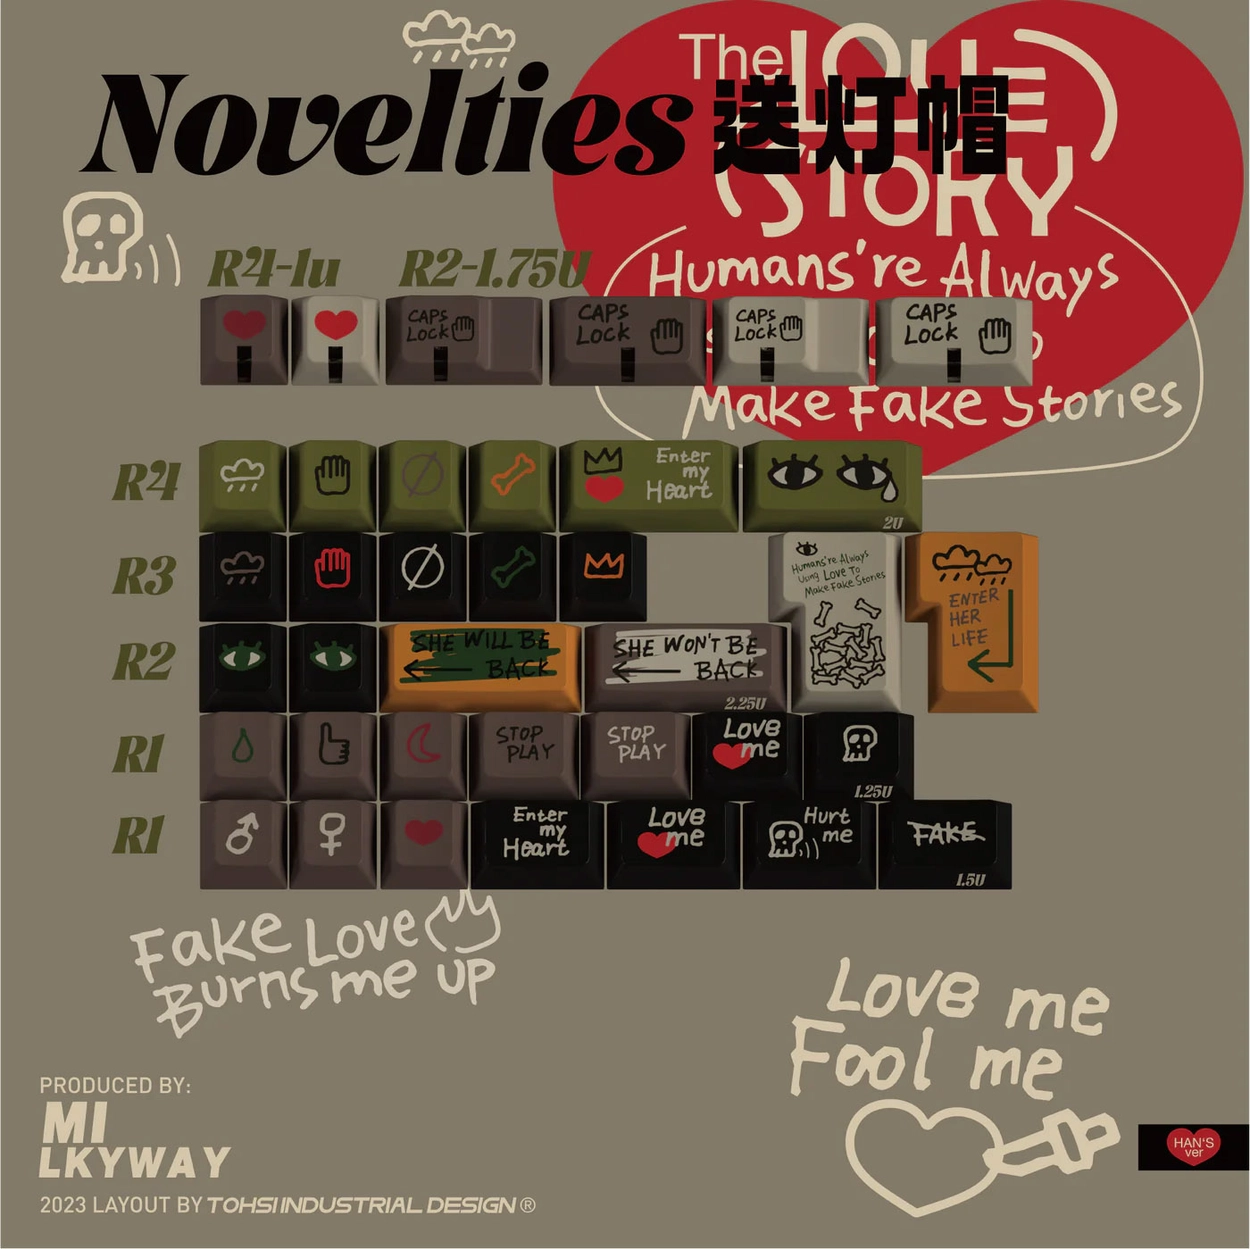 The LOVE
STORY
Novelties 送灯帽
Humans're Always
Make Fake Stories
R4-1u
R2-1.75U
CAPS
LOCK
CAPS
LOCK
CAPS
LOCK
CAPS
LOCK
R4
Enter
my
Heart
2U
R3
Humans're Always
Using Love To
Make Fake Stories
ENTER
HER
LIFE
R2
SHE WILL BE
BACK
SHE WON'T BE
BACK
2.25U
R1
STOP
PLAY
STOP
PLAY
Love
me
1.25U
R1
Enter
my
Heart
Love
me
Hurt
me
FAKE
1.5U
Fake Love
Burns me up
Love me
Fool me
PRODUCED BY:
MI
LKYWAY
2023 LAYOUT BY TOHSI INDUSTRIAL DESIGN ®
HAN'S
ver